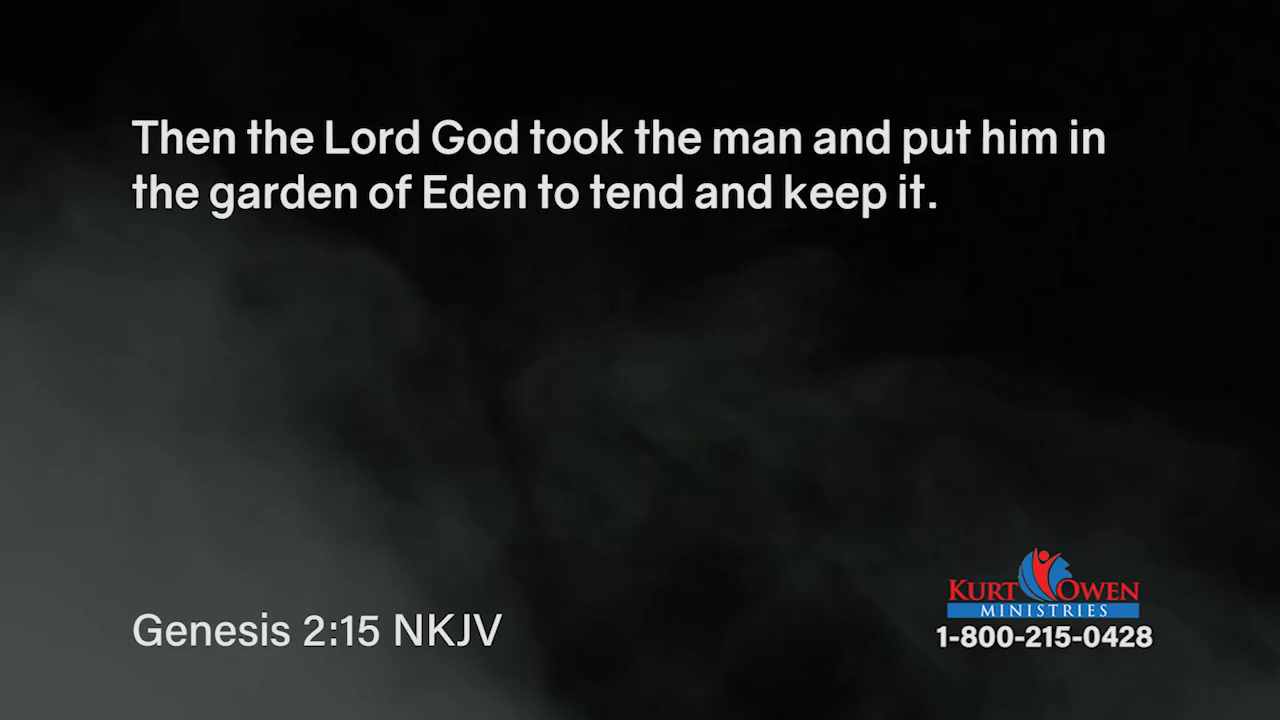 Then the Lord God took the man and put him in
the garden of Eden to tend and keep it.
Genesis 2:15 NKJV
KURT OWEN
MINISTRIES
1-800-215-0428